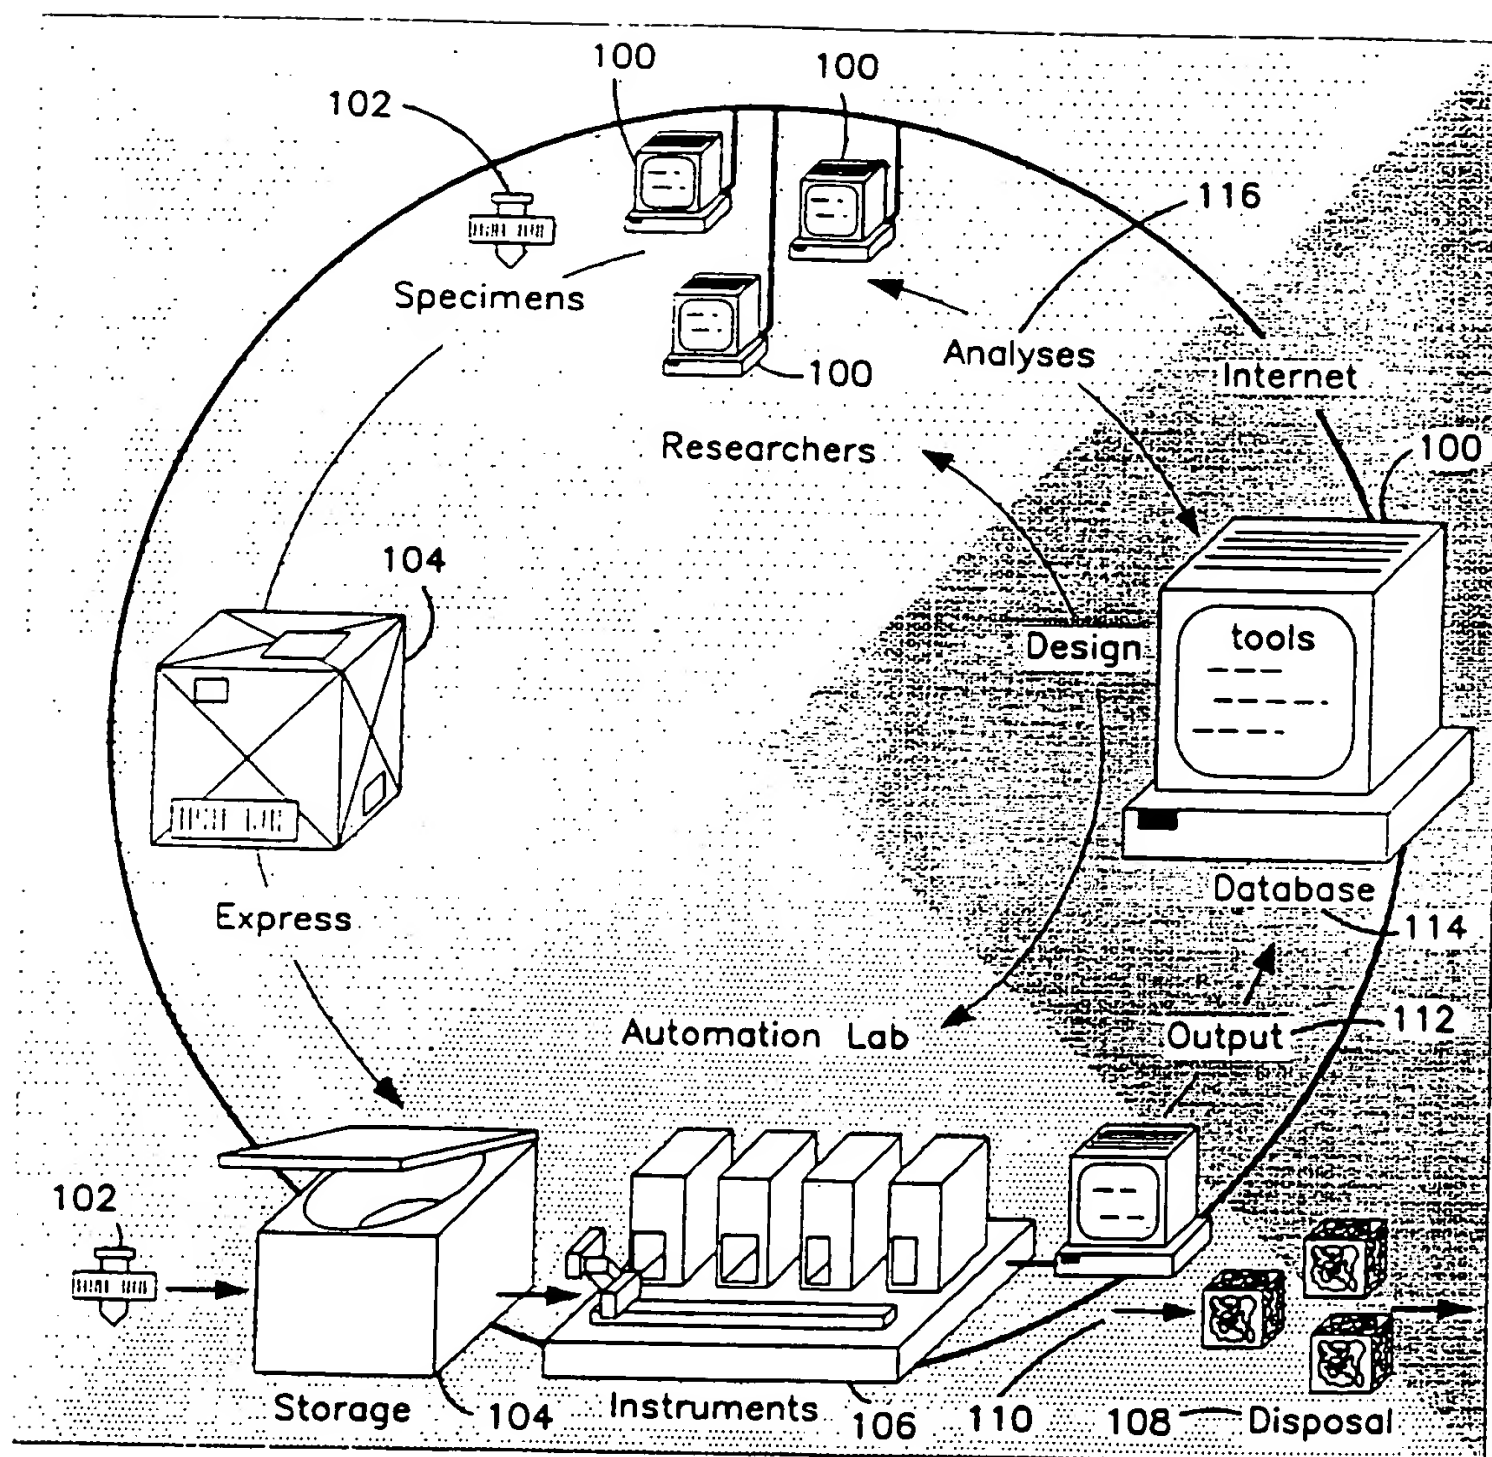 100
100
102
116
Specimens
Analyses
Internet
100
Researchers
100
104
Design
tools
Database
Express
114
Automation Lab
Output
112
102
Storage
104
Instruments
106
110
108
Disposal